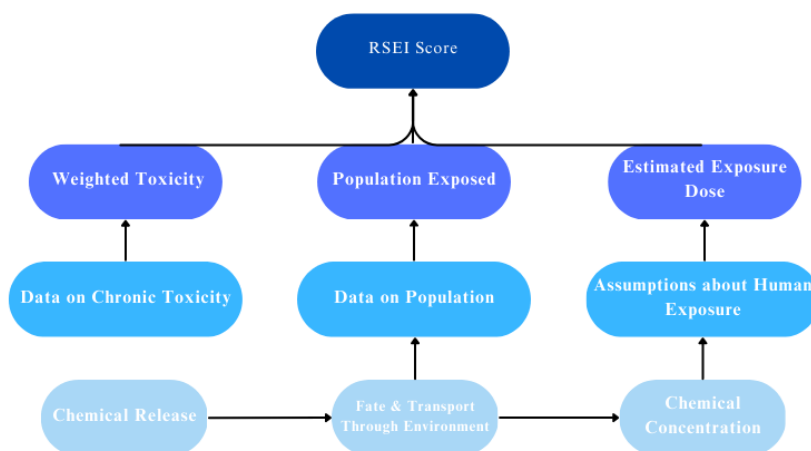 RSEI Score
Weighted Toxicity
Population Exposed
Estimated Exposure
Dose
Data on Chronic Toxicity
Data on Population
Assumptions about Human
Exposure
Chemical Release
Fate & Transport
Through Environment
Chemical
Concentration